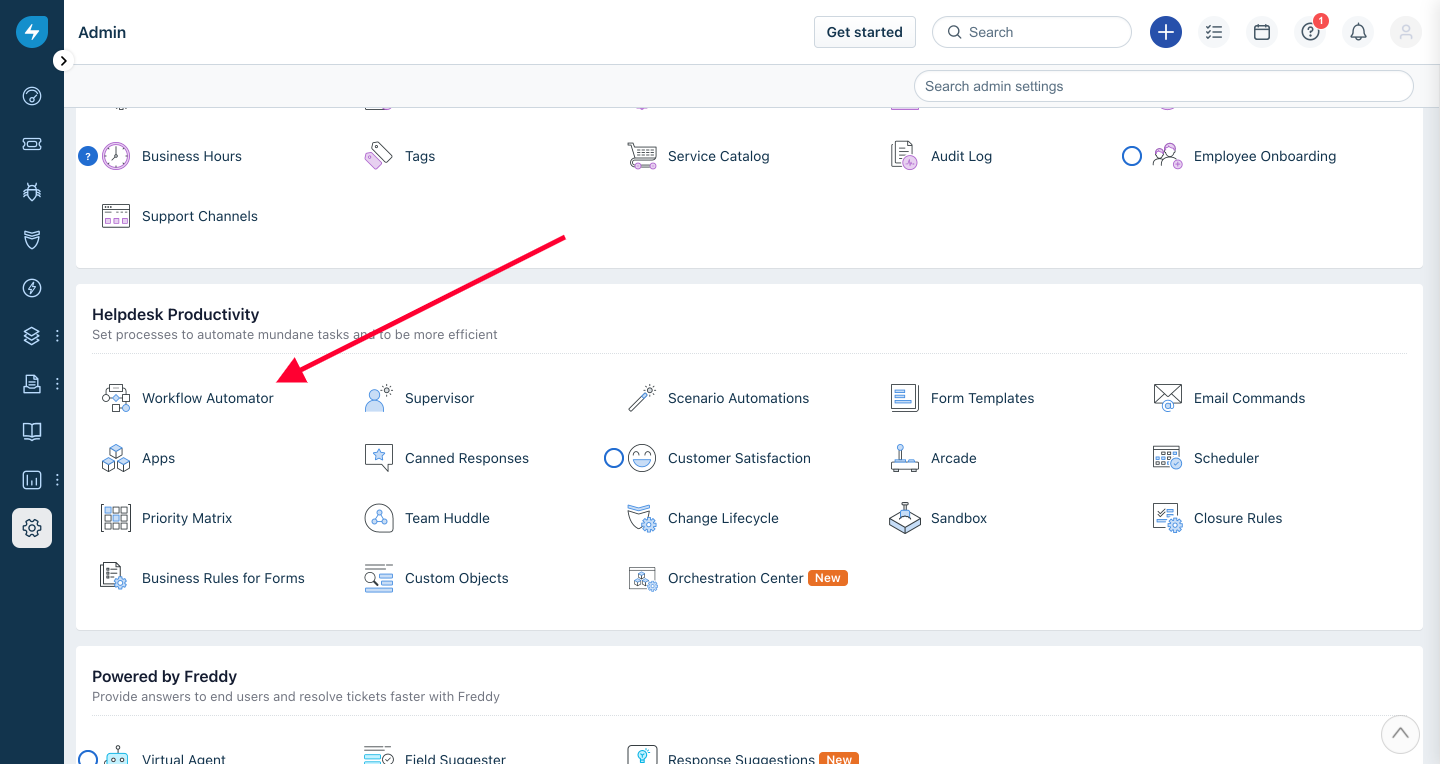 Admin
Get started
Search
1
Search admin settings
?
Business Hours
Tags
Service Catalog
Audit Log
Employee Onboarding
Support Channels
Helpdesk Productivity
Set processes to automate mundane tasks and to be more efficient
Workflow Automator
Supervisor
Scenario Automations
Form Templates
Email Commands
Apps
Canned Responses
Customer Satisfaction
Arcade
Scheduler
Priority Matrix
Team Huddle
Change Lifecycle
Sandbox
Closure Rules
Business Rules for Forms
Custom Objects
Orchestration Center New
Powered by Freddy
Provide answers to end users and resolve tickets faster with Freddy
Virtual Agent
Field Suggester
Response Suggestions New